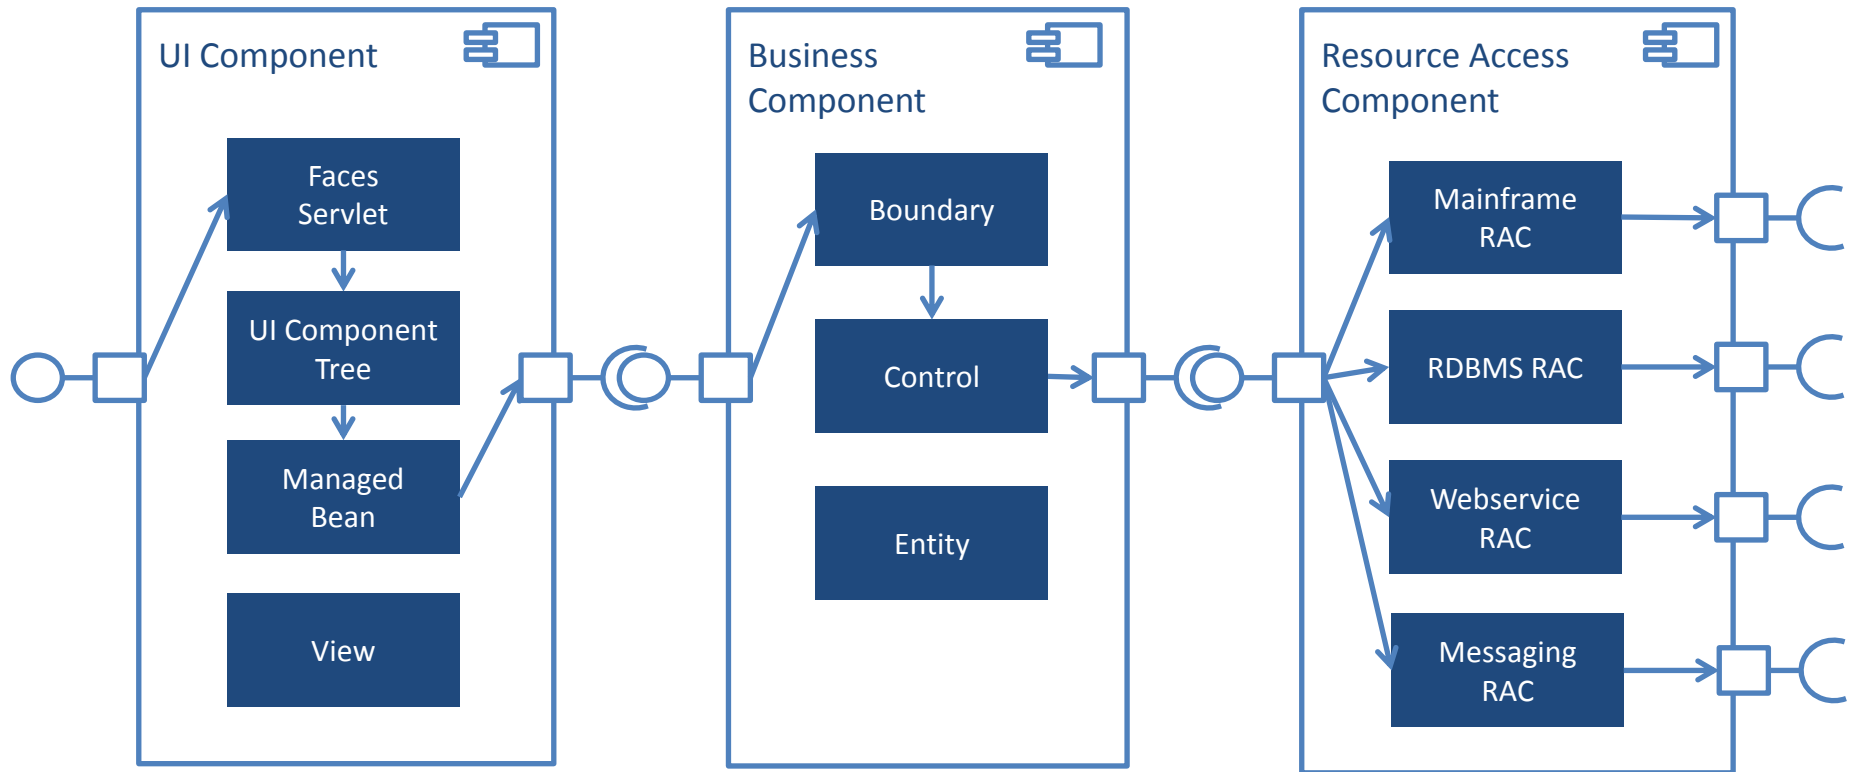 UI Component
Faces
Servlet
UI Component
Tree
Managed
Bean
View
Business
Component
Boundary
Control
Entity
Resource Access
Component
Mainframe
RAC
RDBMS RAC
Webservice
RAC
Messaging
RAC